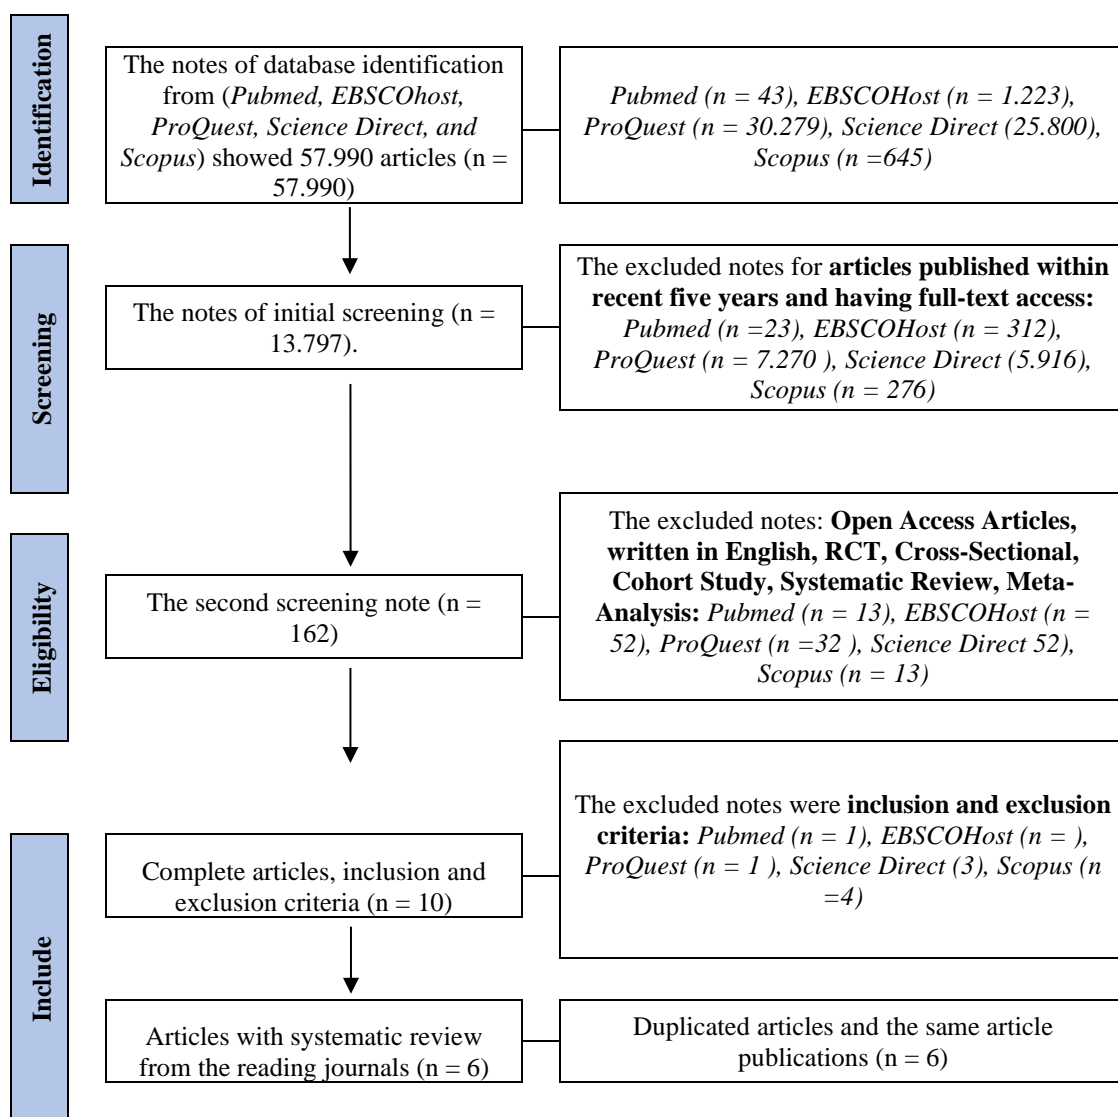 Identification
The notes of database identification
from (Pubmed, EBSCOhost,
ProQuest, Science Direct, and
Scopus) showed 57.990 articles (n =
57.990)
Pubmed (n = 43), EBSCOHost (n = 1.223),
ProQuest (n = 30.279), Science Direct (25.800),
Scopus (n =645)
Screening
The notes of initial screening (n =
13.797).
The excluded notes for articles published within
recent five years and having full-text access:
Pubmed (n =23), EBSCOHost (n = 312),
ProQuest (n = 7.270 ), Science Direct (5.916),
Scopus (n = 276)
Eligibility
The second screening note (n =
162)
The excluded notes: Open Access Articles,
written in English, RCT, Cross-Sectional,
Cohort Study, Systematic Review, Meta-
Analysis: Pubmed (n = 13), EBSCOHost (n =
52), ProQuest (n =32 ), Science Direct 52),
Scopus (n = 13)
Include
Complete articles, inclusion and
exclusion criteria (n = 10)
The excluded notes were inclusion and exclusion
criteria: Pubmed (n = 1), EBSCOHost (n = ),
ProQuest (n = 1 ), Science Direct (3), Scopus (n
=4)
Articles with systematic review
from the reading journals (n = 6)
Duplicated articles and the same article
publications (n = 6)